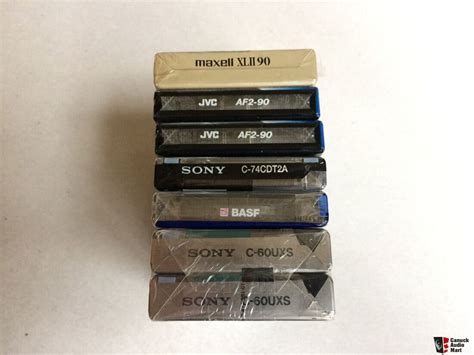 maxell XLII 90
JVC AF2-90
JVC AF2-90
SONY C-74CDT2A
BASF
SONY C-60UXS
SONY C-60UXS
Canuck
Audio
Mart